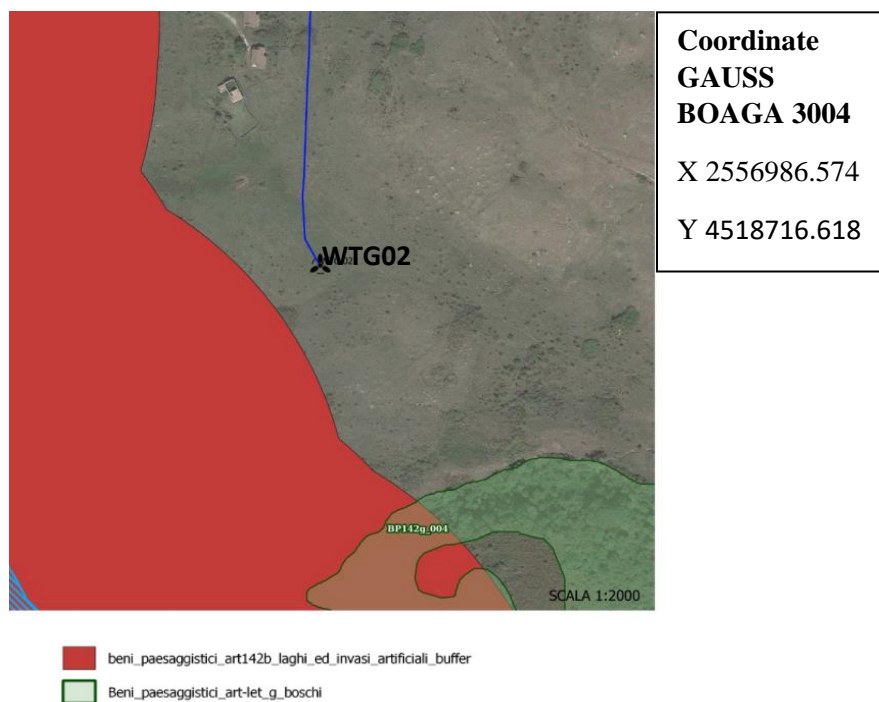 Coordinate
GAUSS
BOAGA 3004
X 2556986.574
Y 4518716.618
WTG02
BP142g_004
SCALA 1:2000
beni_paesaggistici_art142b_laghi_ed_invasi_artificiali_buffer
Beni_paesaggistici_art-let_g_boschi